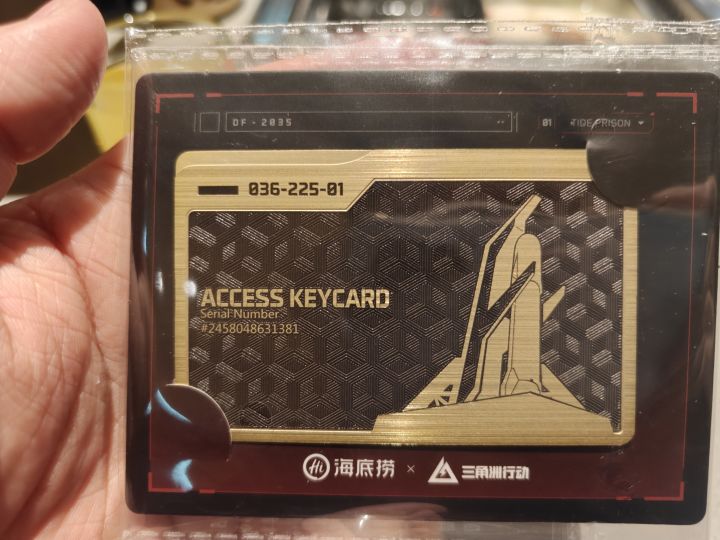 DF - 2035
01 TIDE PRISON
036-225-01
ACCESS KEYCARD
Serial Number
#2458048631381
Hi 海底捞 × 三角洲行动